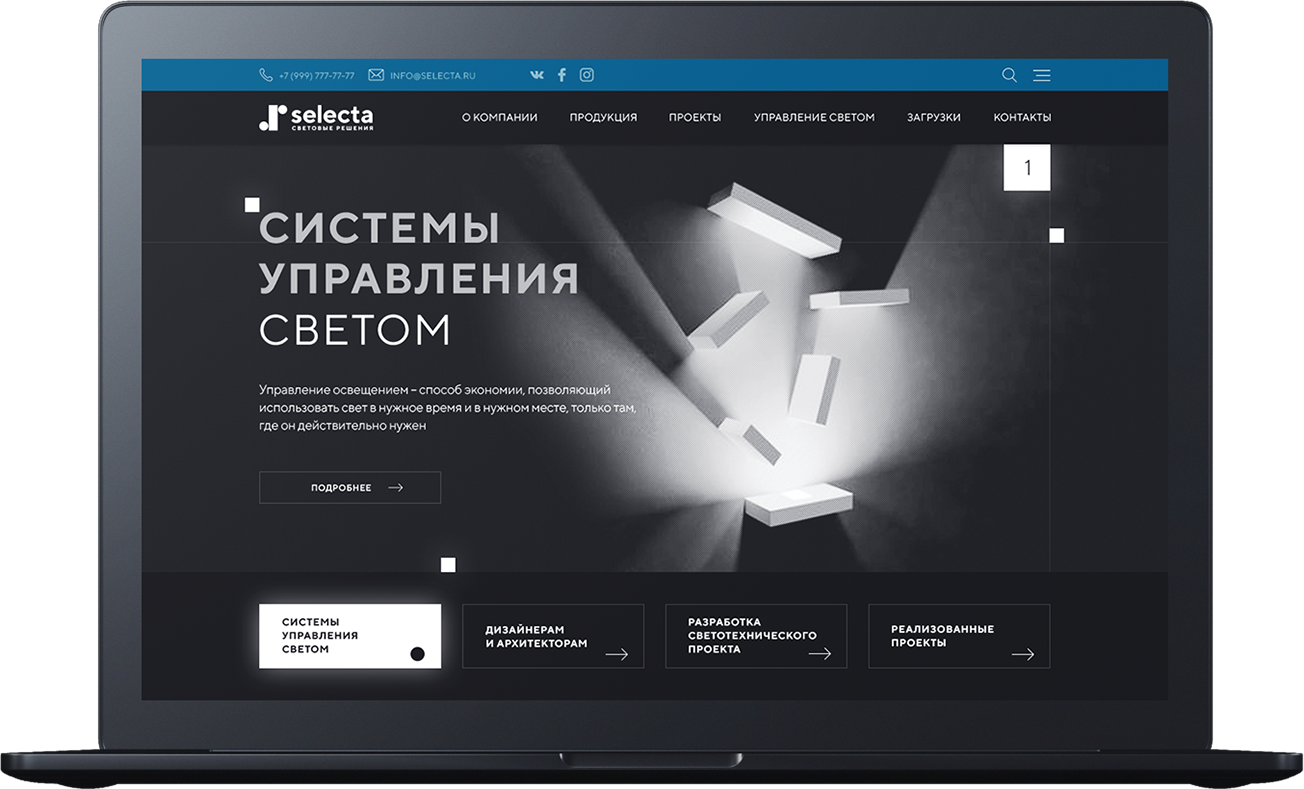 +7 (999) 777-77-77 INFO@SELECTA.RU
selecta
СВЕТОВЫЕ РЕШЕНИЯ
О КОМПАНИИ ПРОДУКЦИЯ ПРОЕКТЫ УПРАВЛЕНИЕ СВЕТОМ ЗАГРУЗКИ КОНТАКТЫ
1
СИСТЕМЫ
УПРАВЛЕНИЯ
СВЕТОМ
Управление освещением – способ экономии, позволяющий
использовать свет в нужное время и в нужном месте, только там,
где он действительно нужен
ПОДРОБНЕЕ
СИСТЕМЫ
УПРАВЛЕНИЯ
СВЕТОМ
ДИЗАЙНЕРАМ
И АРХИТЕКТОРАМ
РАЗРАБОТКА
СВЕТОТЕХНИЧЕСКОГО
ПРОЕКТА
РЕАЛИЗОВАННЫЕ
ПРОЕКТЫ